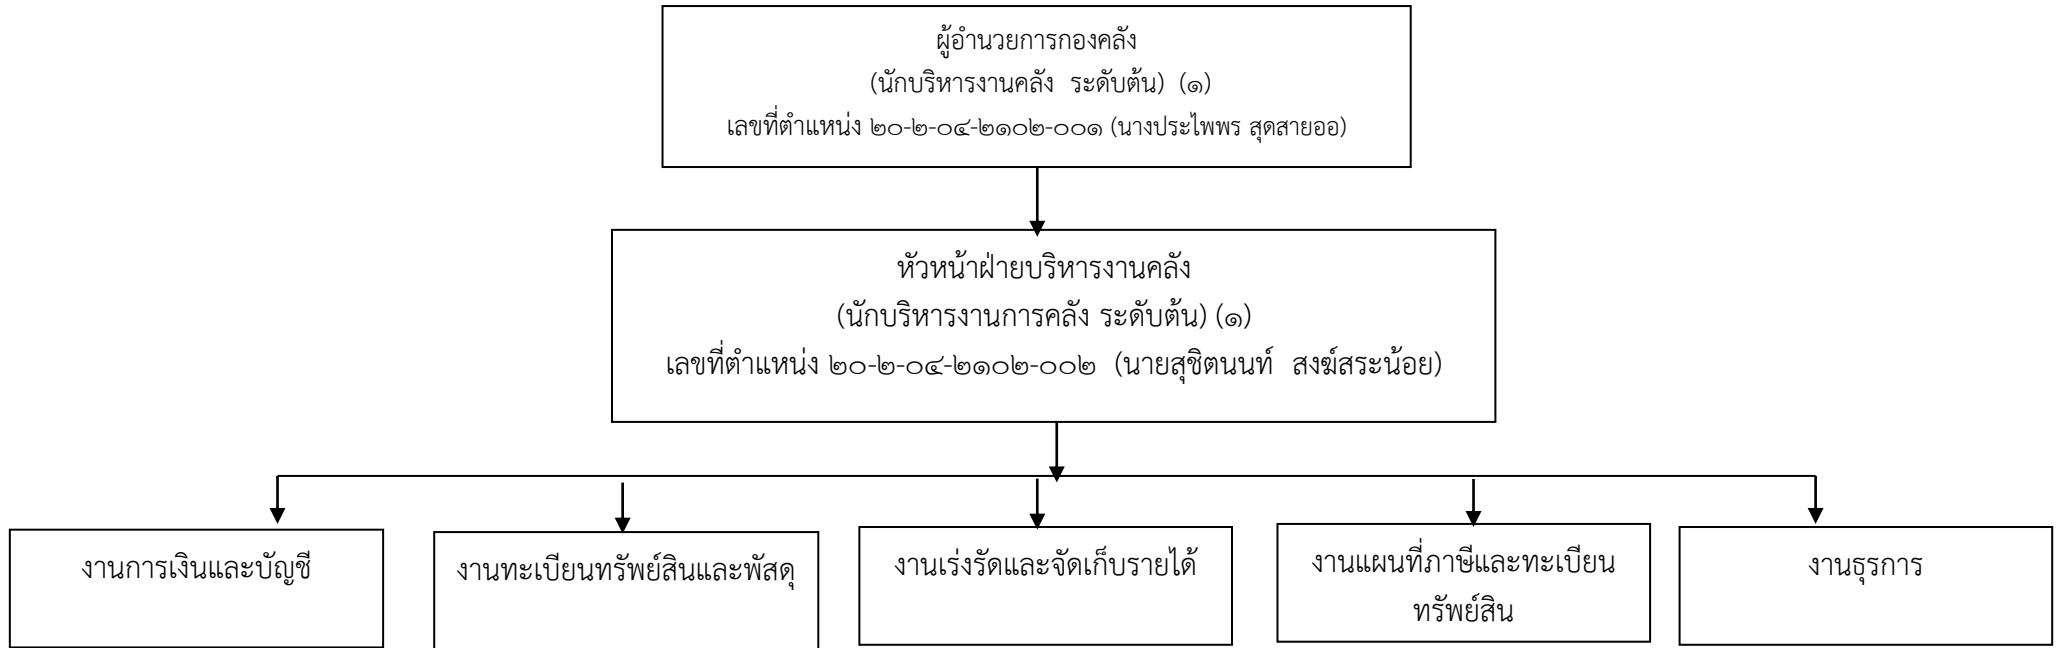 ผู้อำนวยการกองคลัง
(นักบริหารงานคลัง ระดับต้น) (๑)
เลขที่ตำแหน่ง ๒๐-๒-๐๔-๒๑๐๒-๐๐๑ (นางประไพพร สุดสายออ)
หัวหน้าฝ่ายบริหารงานคลัง
(นักบริหารงานการคลัง ระดับต้น) (๑)
เลขที่ตำแหน่ง ๒๐-๒-๐๔-๒๑๐๒-๐๐๒ (นายสุชิตนนท์ สงฆ์สระน้อย)
งานการเงินและบัญชี
งานทะเบียนทรัพย์สินและพัสดุ
งานเร่งรัดและจัดเก็บรายได้
งานแผนที่ภาษีและทะเบียน
ทรัพย์สิน
งานธุรการ